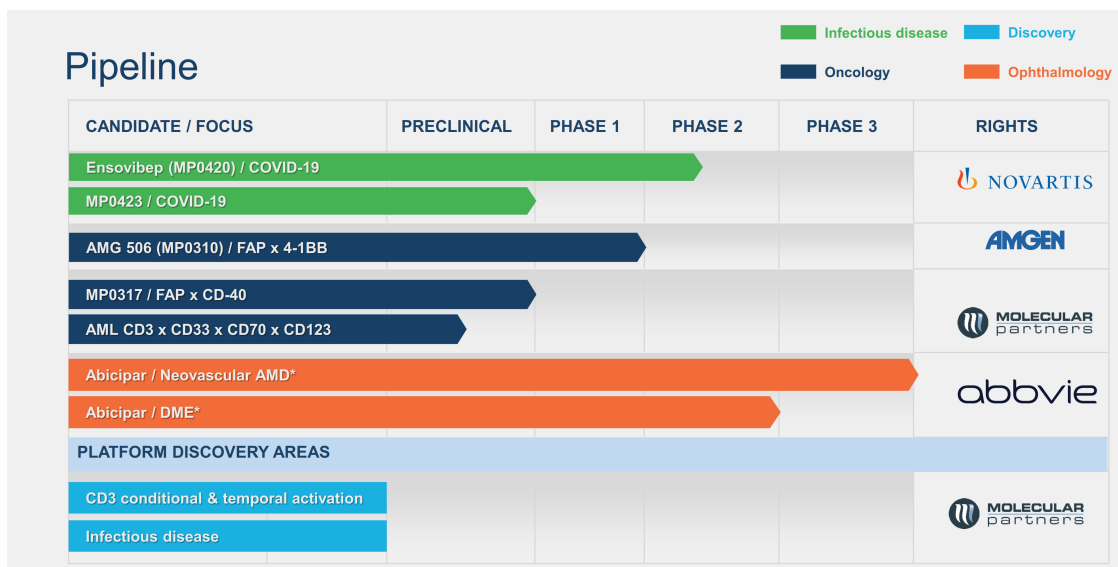 Infectious disease
Discovery
Pipeline
Oncology
Ophthalmology
CANDIDATE / FOCUS PRECLINICAL PHASE 1 PHASE 2 PHASE 3 RIGHTS
Ensovibep (MP0420) / COVID-19
NOVARTIS
MP0423 / COVID-19
AMG 506 (MP0310) / FAP x 4-1BB
AMGEN
MP0317 / FAP x CD-40
AML CD3 x CD33 x CD70 x CD123
MOLECULAR
partners
Abicipar / Neovascular AMD*
abbvie
Abicipar / DME*
PLATFORM DISCOVERY AREAS
CD3 conditional & temporal activation
MOLECULAR
partners
Infectious disease